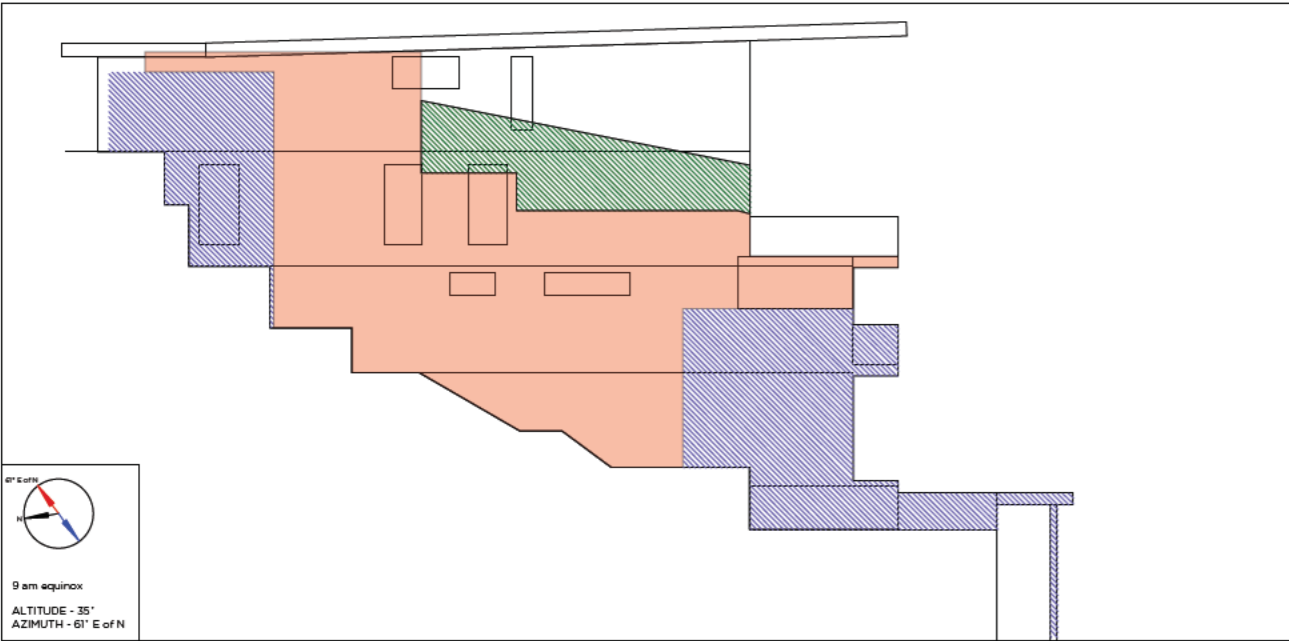 61° E of N
N
9 am equinox
ALTITUDE - 35°
AZIMUTH - 61° E of N